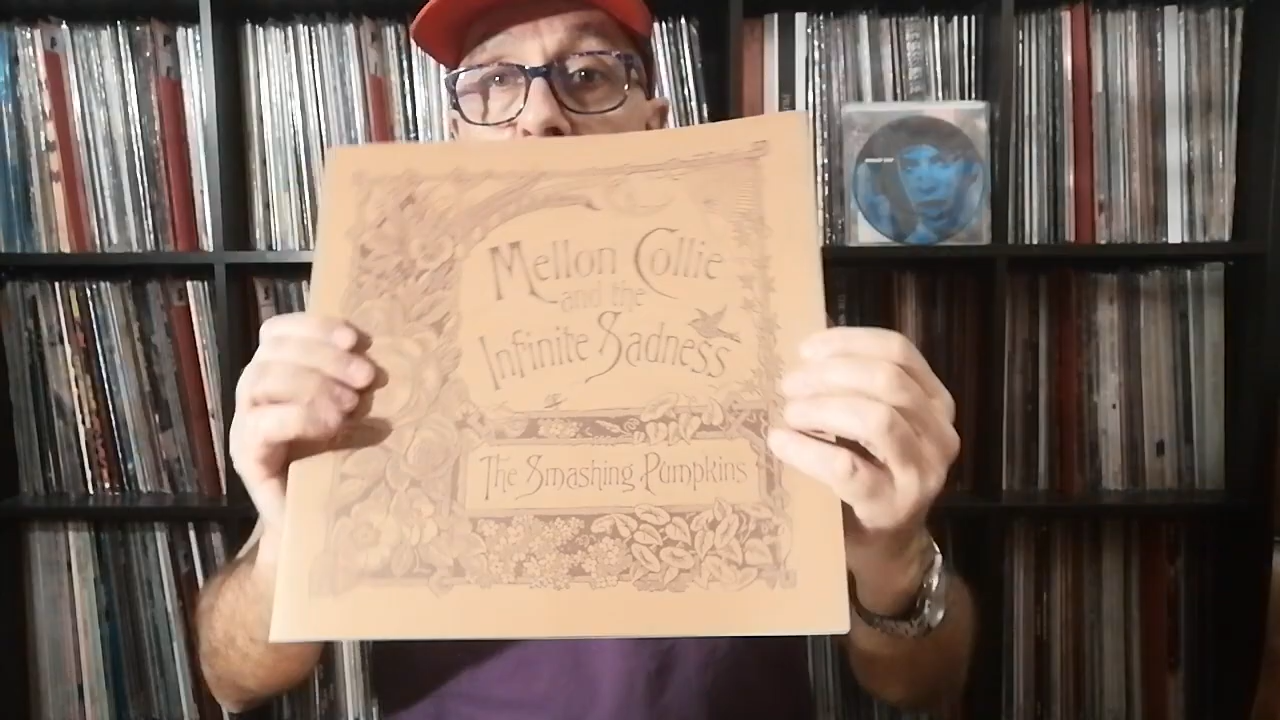 Mellon Collie
and the
Infinite Sadness
The Smashing Pumpkins